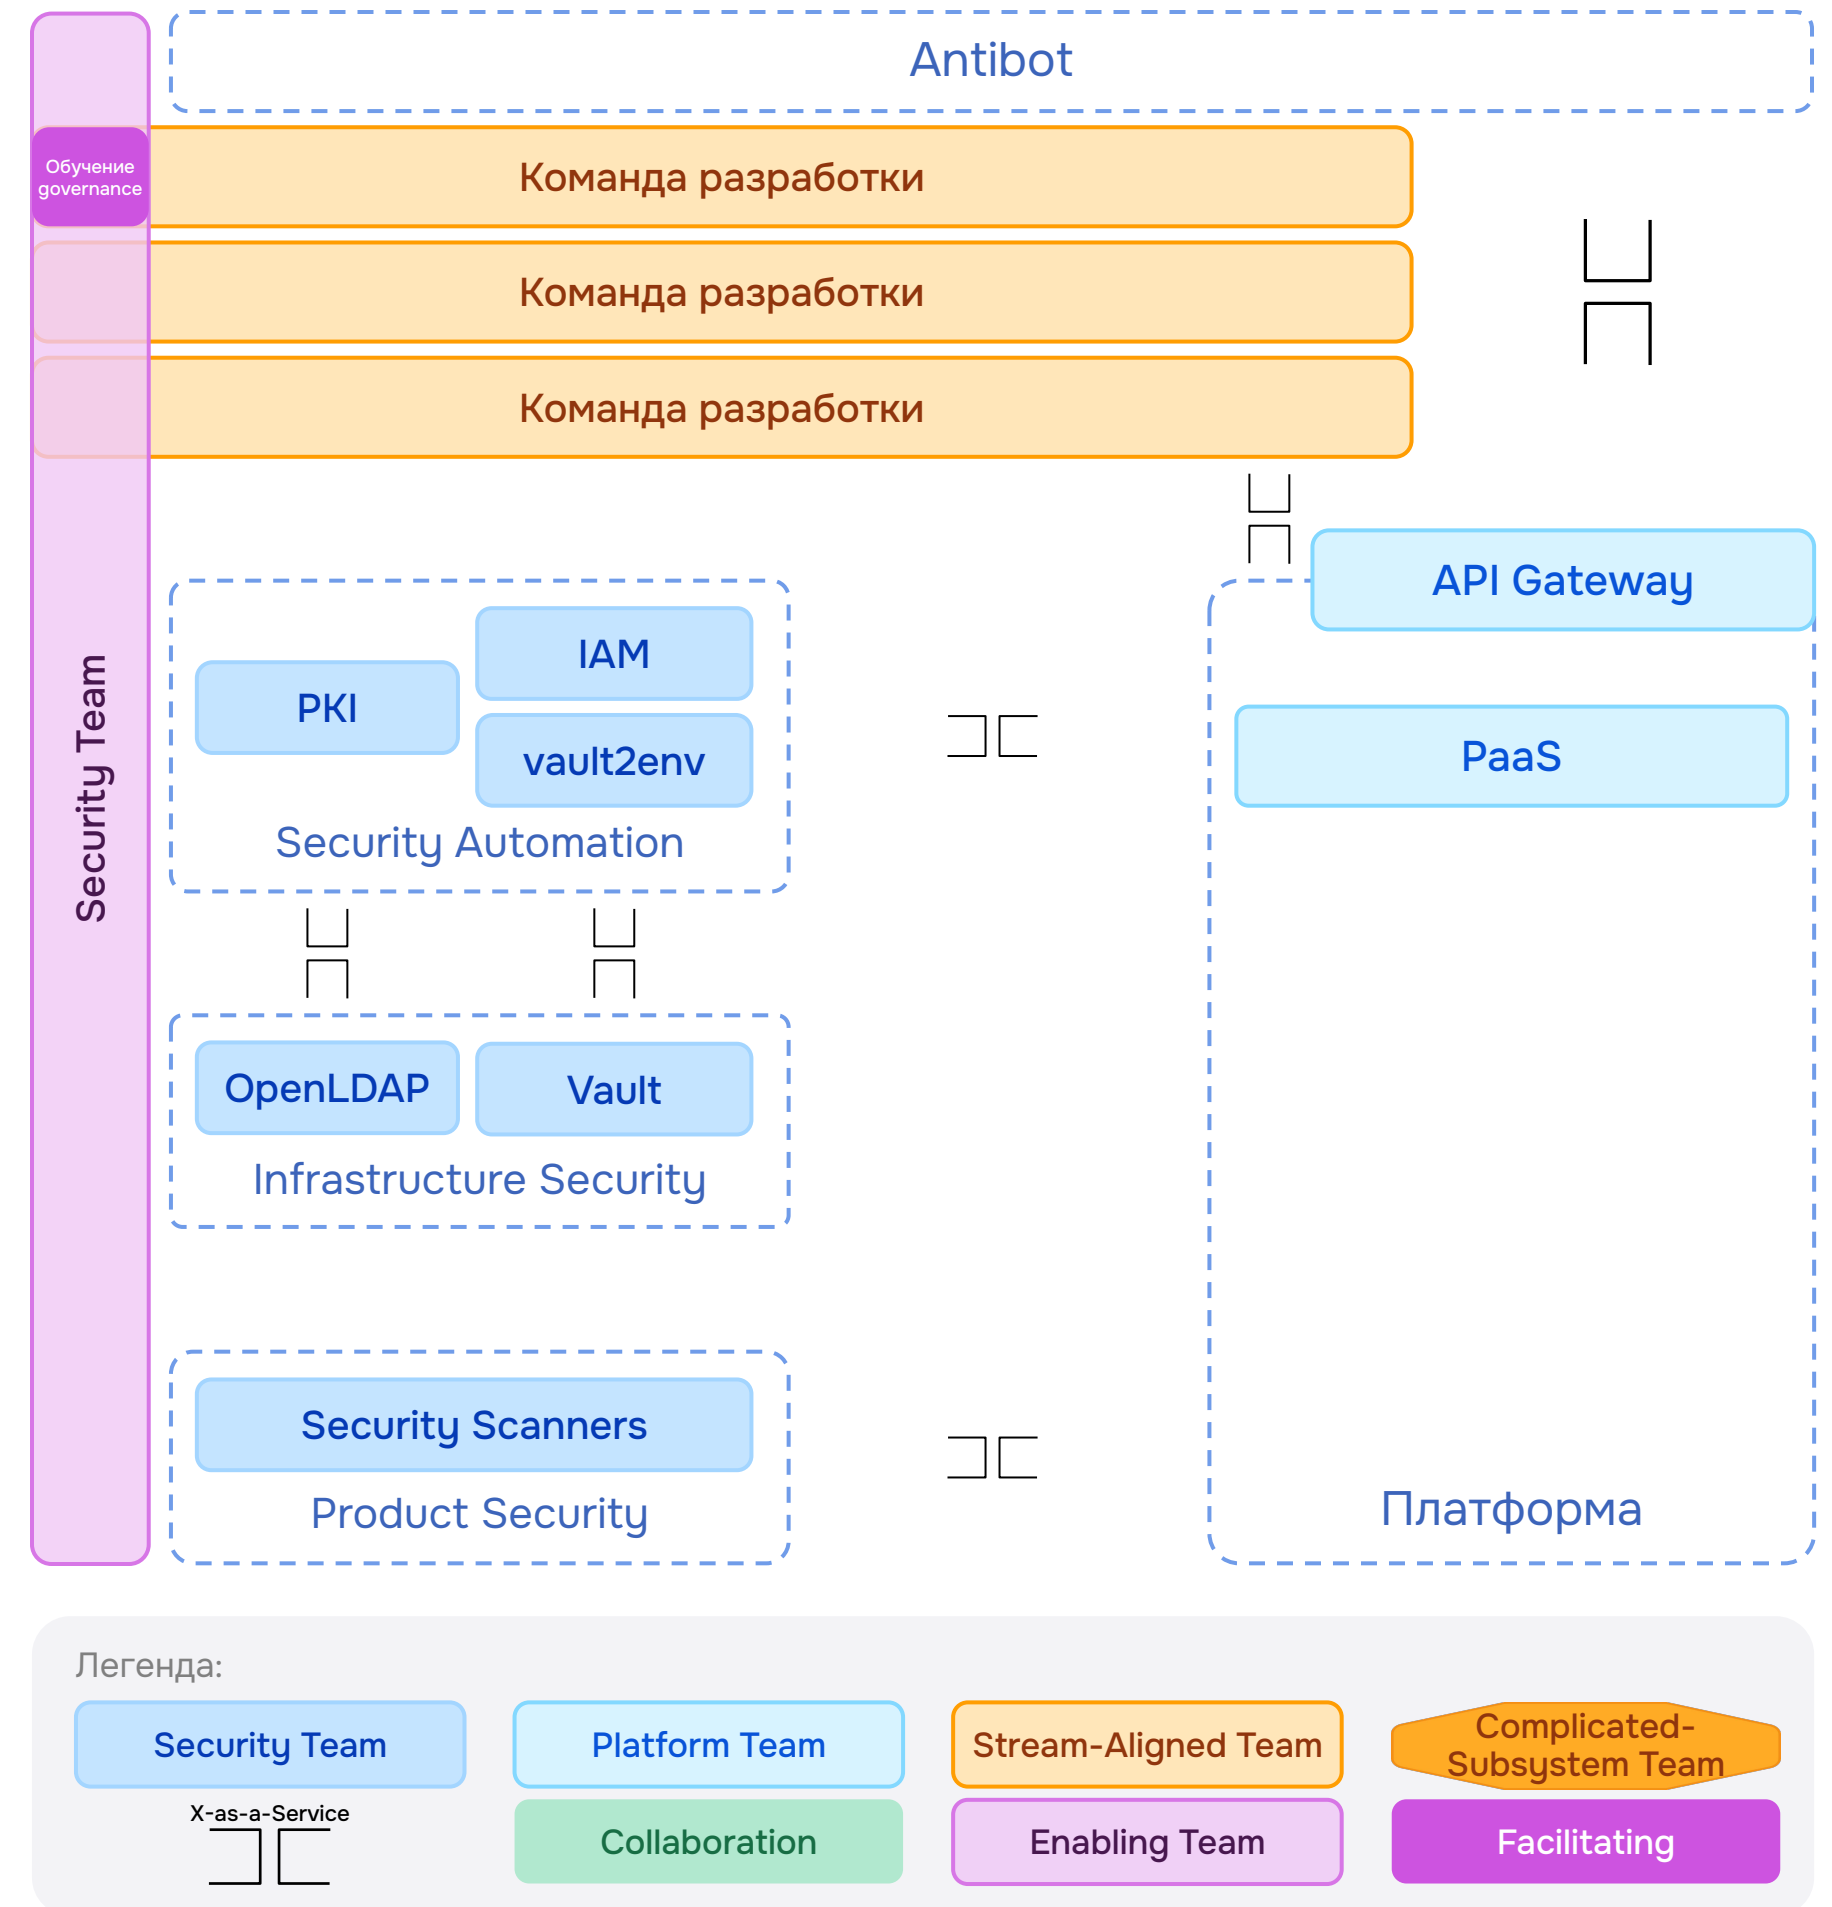 Antibot
Обучение
governance
Команда разработки
Команда разработки
Команда разработки
Security Team
API Gateway
IAM
PKI
vault2env
Security Automation
PaaS
OpenLDAP
Vault
Infrastructure Security
Security Scanners
Product Security
Платформа
Легенда:
Security Team
Platform Team
Stream-Aligned Team
Complicated-
Subsystem Team
X-as-a-Service
Collaboration
Enabling Team
Facilitating